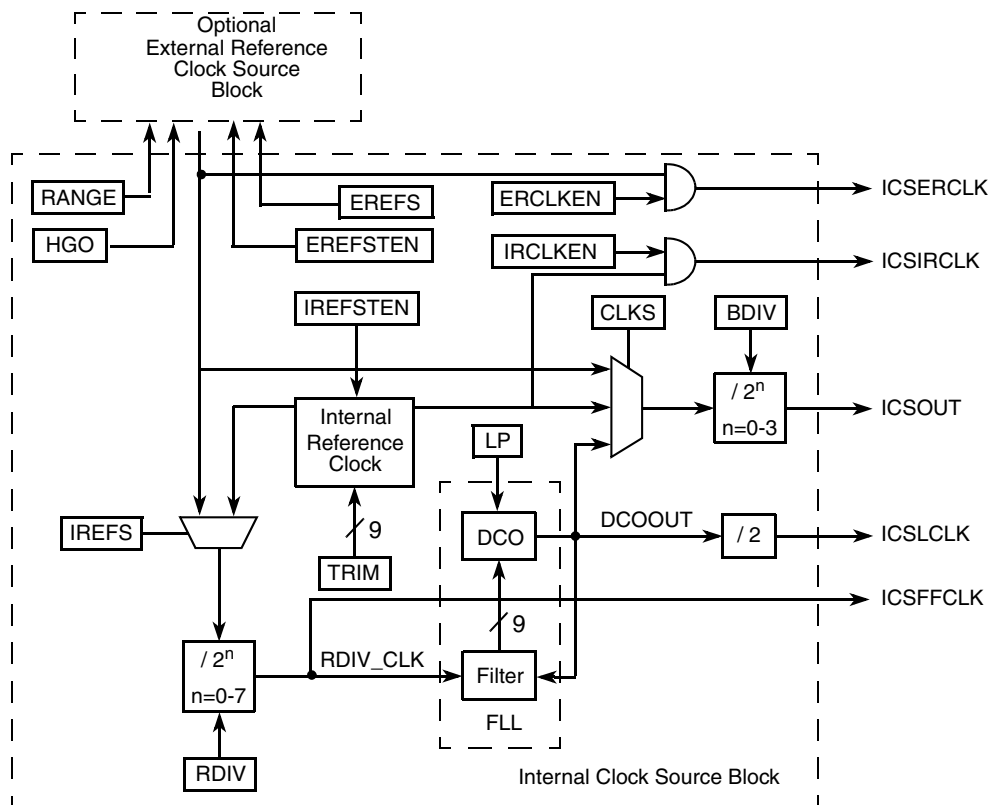 Optional
External Reference
Clock Source
Block
RANGE
HGO
EREFS
EREFSTEN
ERCLKEN
ICSERCLK
IRCLKEN
ICSIRCLK
IREFSTEN
CLKS
BDIV
/ 2ⁿ
n=0-3
ICSOUT
Internal
Reference
Clock
LP
IREFS
9
TRIM
DCO
DCOOUT
/ 2
ICSLCLK
ICSFFCLK
9
/ 2ⁿ
n=0-7
RDIV_CLK
Filter
FLL
RDIV
Internal Clock Source Block